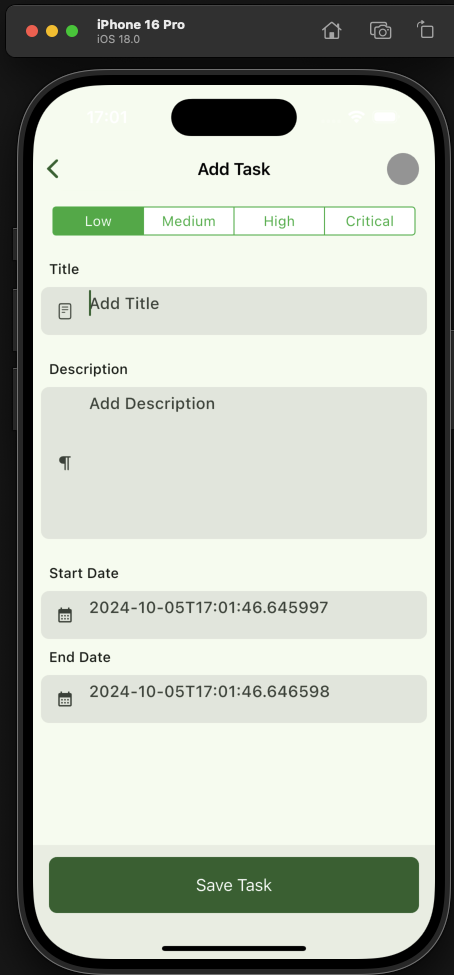 iPhone 16 Pro
iOS 18.0
17:01
Add Task
Low Medium High Critical
Title
Add Title
Description
Add Description
¶
Start Date
2024-10-05T17:01:46.645997
End Date
2024-10-05T17:01:46.646598
Save Task